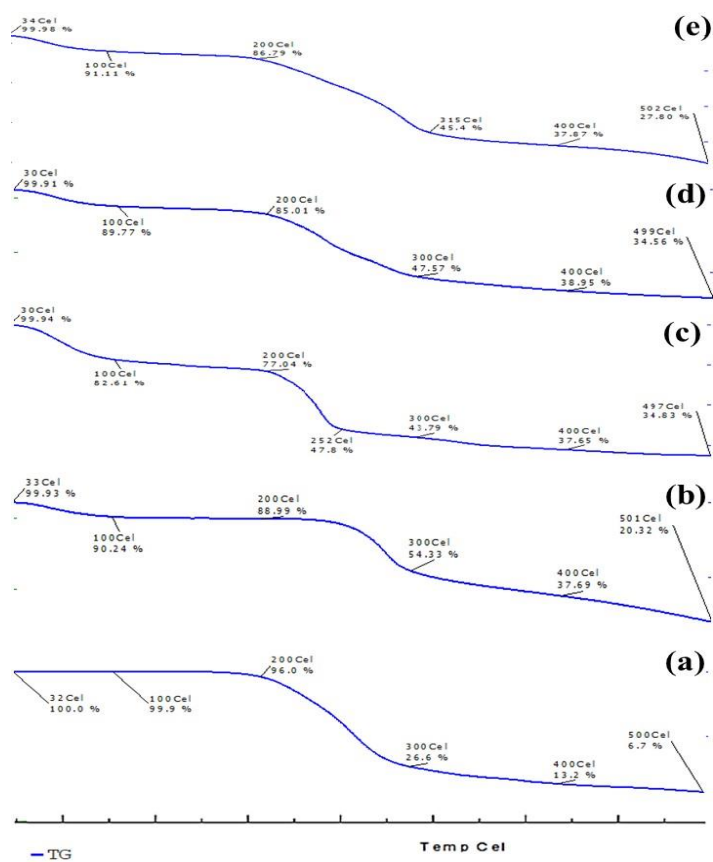 (e)
34Cel
99.98 %
100Cel
91.11 %
200Cel
86.79 %
315Cel
45.4 %
400Cel
37.87 %
502Cel
27.80 %
(d)
30Cel
99.91 %
100Cel
89.77 %
200Cel
85.01 %
300Cel
47.57 %
400Cel
38.95 %
499Cel
34.56 %
(c)
30Cel
99.94 %
100Cel
82.61 %
200Cel
77.04 %
252Cel
47.8 %
300Cel
43.79 %
400Cel
37.65 %
497Cel
34.83 %
(b)
33Cel
99.93 %
100Cel
90.24 %
200Cel
88.99 %
300Cel
54.33 %
400Cel
37.69 %
501Cel
20.32 %
(a)
32Cel
100.0 %
100Cel
99.9 %
200Cel
96.0 %
300Cel
26.6 %
400Cel
13.2 %
500Cel
6.7 %
Temp Cel
TG